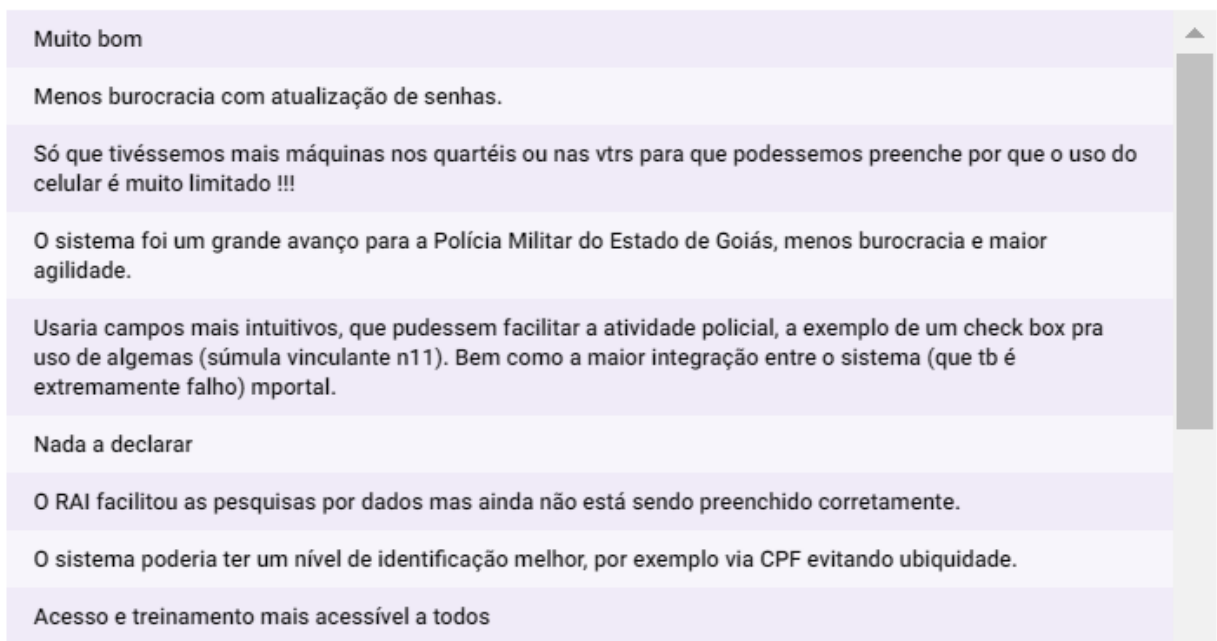 Muito bom
Menos burocracia com atualização de senhas.
Só que tivéssemos mais máquinas nos quartéis ou nas vtrs para que podessemos preenche por que o uso do
celular é muito limitado !!!
O sistema foi um grande avanço para a Polícia Militar do Estado de Goiás, menos burocracia e maior
agilidade.
Usaria campos mais intuitivos, que pudessem facilitar a atividade policial, a exemplo de um check box pra
uso de algemas (súmula vinculante n11). Bem como a maior integração entre o sistema (que tb é
extremamente falho) mportal.
Nada a declarar
O RAI facilitou as pesquisas por dados mas ainda não está sendo preenchido corretamente.
O sistema poderia ter um nível de identificação melhor, por exemplo via CPF evitando ubiquidade.
Acesso e treinamento mais acessível a todos